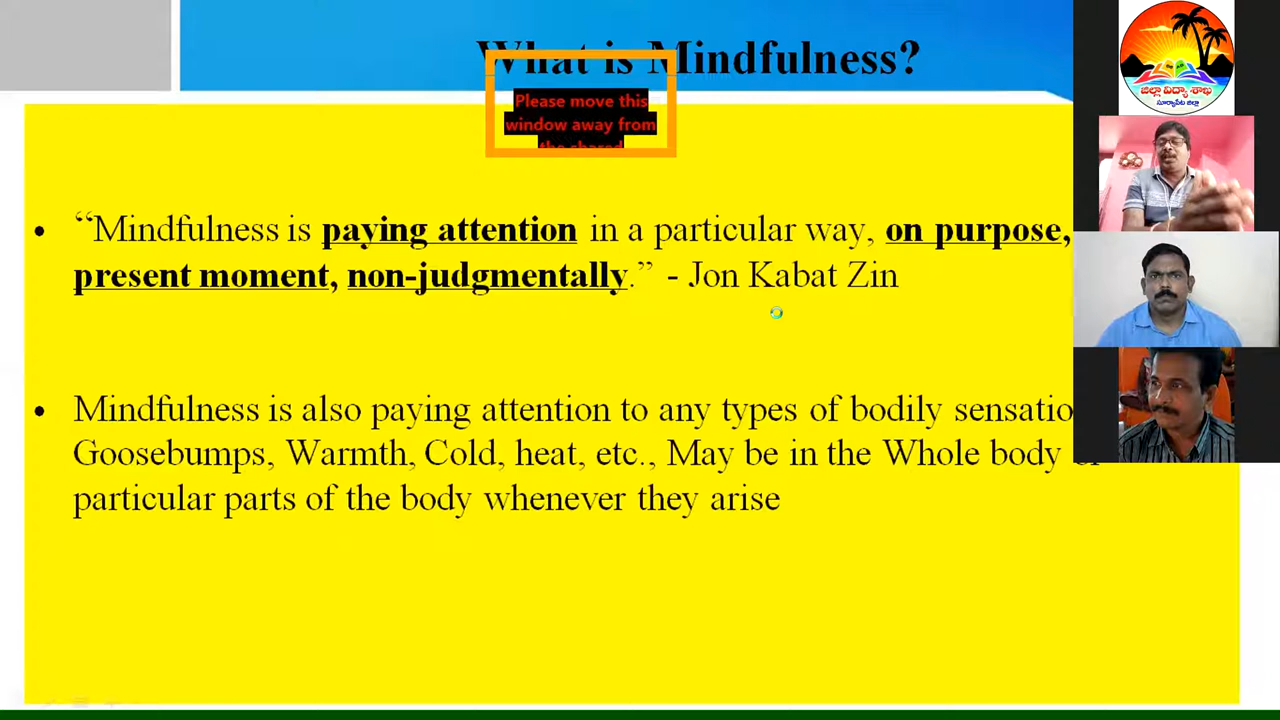 What is Mindfulness?
Please move this
window away from
the shared
జిల్లా విద్యా శాఖ
సూర్యాపేట జిల్లా
• “Mindfulness is paying attention in a particular way, on purpose,
present moment, non-judgmentally.” - Jon Kabat Zin
• Mindfulness is also paying attention to any types of bodily sensatio
Goosebumps, Warmth, Cold, heat, etc., May be in the Whole body
particular parts of the body whenever they arise